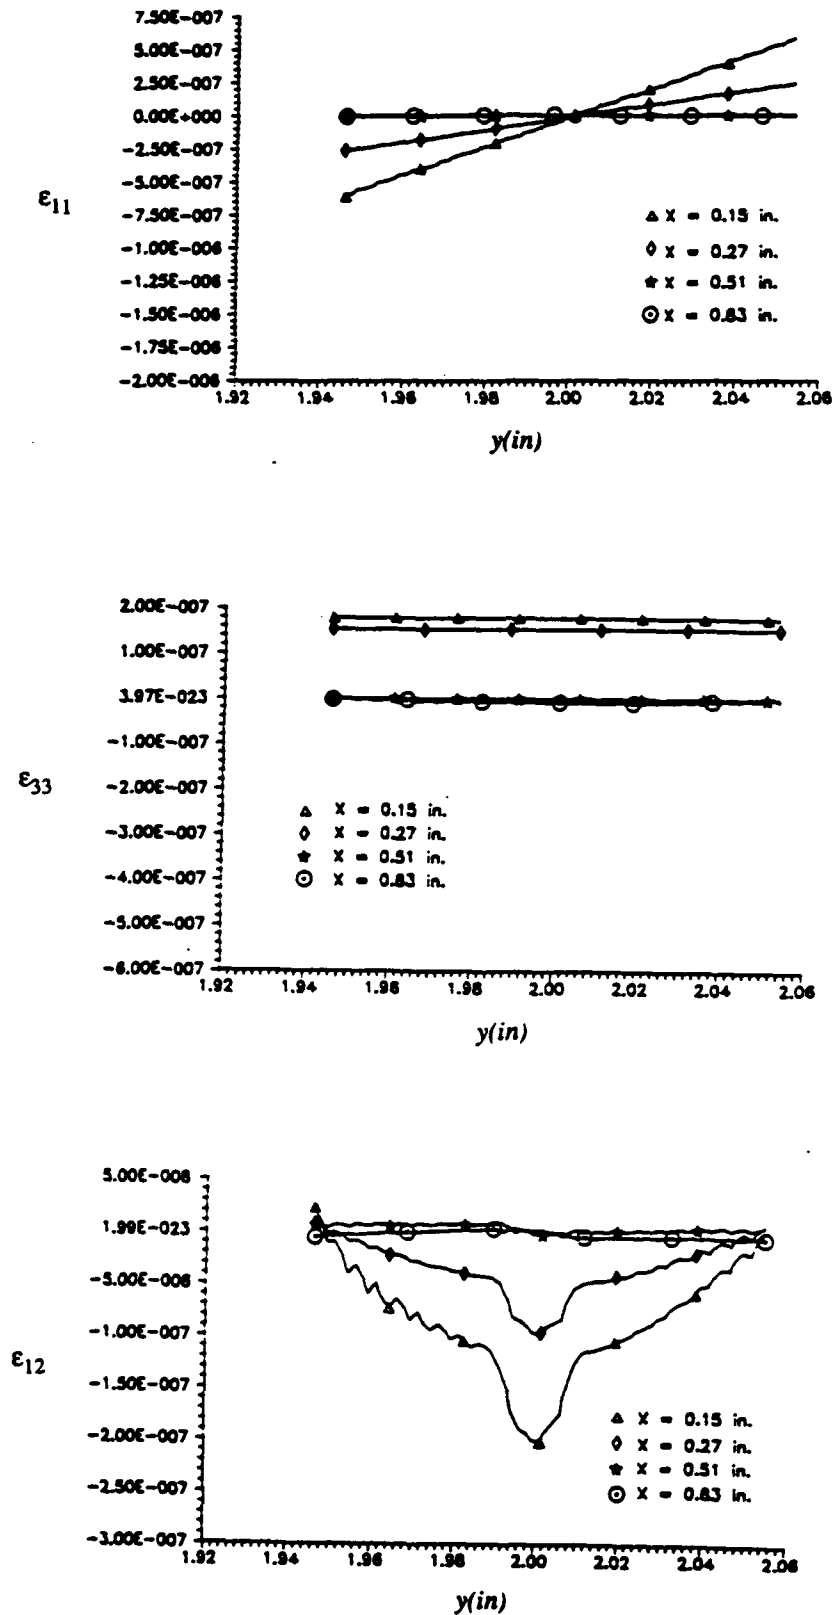 7.50E-007
5.00E-007
2.50E-007
0.00E+000
-2.50E-007
-5.00E-007
-7.50E-007
-1.00E-006
-1.25E-006
-1.50E-006
-1.75E-006
-2.00E-006
ε11
X = 0.15 in.
X = 0.27 in.
X = 0.51 in.
X = 0.83 in.
1.92 1.94 1.96 1.98 2.00 2.02 2.04 2.06
y(in)
2.00E-007
1.00E-007
3.97E-023
-1.00E-007
-2.00E-007
-3.00E-007
-4.00E-007
-5.00E-007
-6.00E-007
ε33
X = 0.15 in.
X = 0.27 in.
X = 0.51 in.
X = 0.83 in.
1.92 1.94 1.96 1.98 2.00 2.02 2.04 2.06
y(in)
5.00E-008
1.99E-023
-5.00E-008
-1.00E-007
-1.50E-007
-2.00E-007
-2.50E-007
-3.00E-007
ε12
X = 0.15 in.
X = 0.27 in.
X = 0.51 in.
X = 0.83 in.
1.92 1.94 1.96 1.98 2.00 2.02 2.04 2.06
y(in)